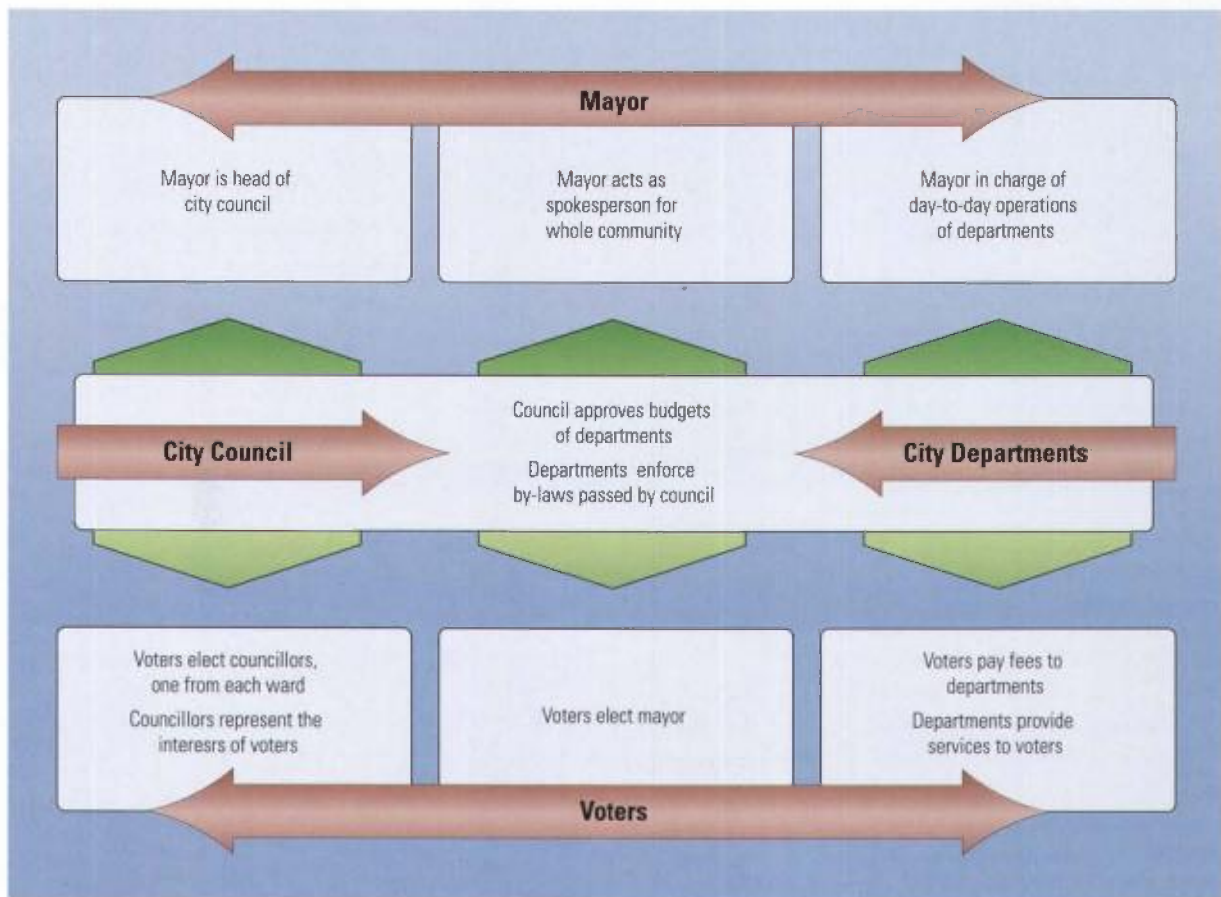 Mayor
Mayor is head of
city council
Mayor acts as
spokesperson for
whole community
Mayor in charge of
day-to-day operations
of departments
City Council
Council approves budgets
of departments
Departments enforce
by-laws passed by council
City Departments
Voters elect councillors,
one from each ward
Councillors represent the
interesrs of voters
Voters elect mayor
Voters pay fees to
departments
Departments provide
services to voters
Voters